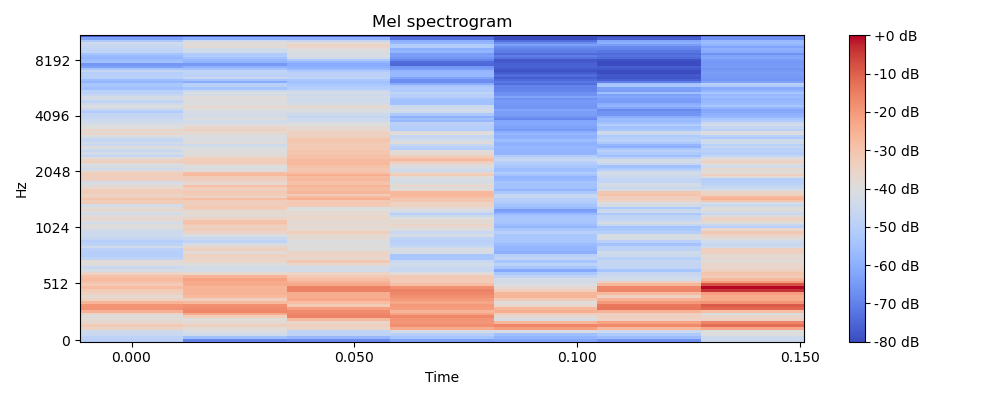 Mel spectrogram
+0 dB
8192
-10 dB
-20 dB
4096
-30 dB
2048
-40 dB
Hz
1024
-50 dB
-60 dB
512
-70 dB
0
-80 dB
0.000
0.050
0.100
0.150
Time